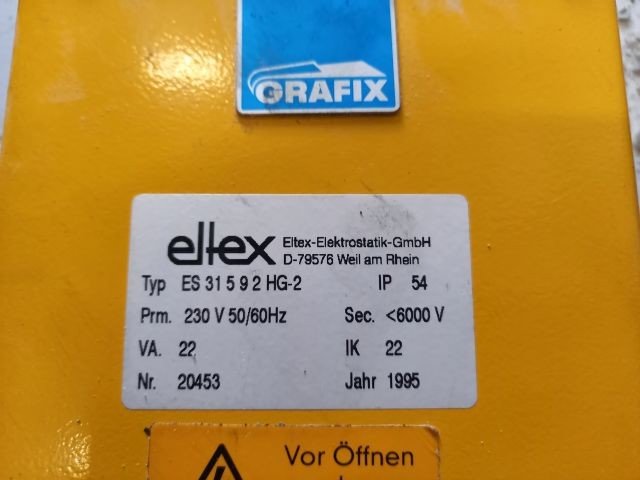 GRAFIX
eltex Eltex-Elektrostatik-GmbH
D-79576 Weil am Rhein
Typ ES 31 5 9 2 HG-2 IP 54
Prm. 230 V 50/60Hz Sec. <6000 V
VA. 22 IK 22
Nr. 20453 Jahr 1995
Vor Öffnen